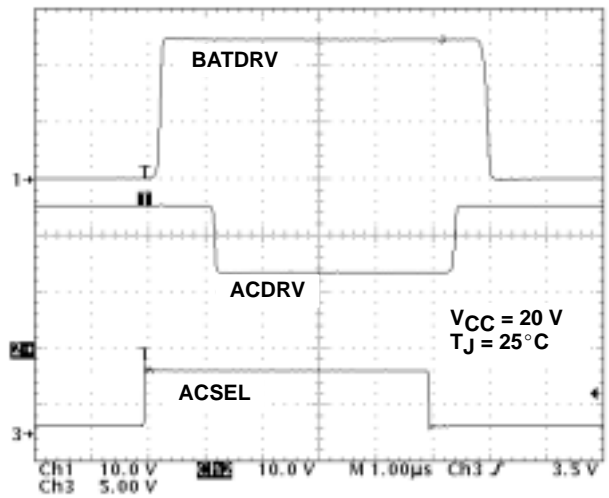 BATDRV
T
1→
ACDRV
VCC = 20 V
TJ = 25°C
2→
T
ACSEL
3→
Ch1 10.0 V Ch2 10.0 V M 1.00µs Ch3 3.5 V
Ch3 5.00 V